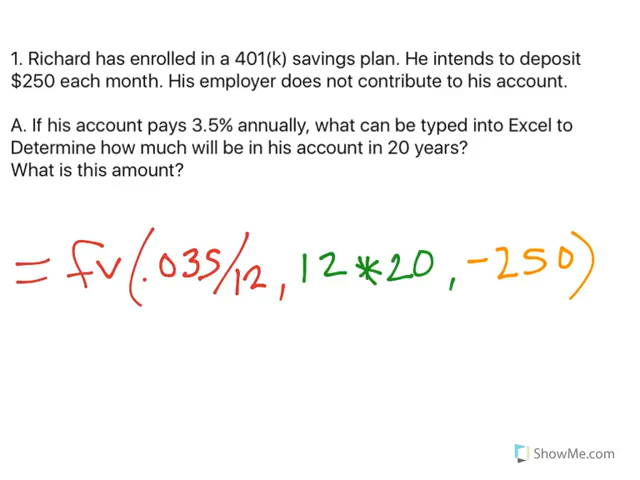 1. Richard has enrolled in a 401(k) savings plan. He intends to deposit
$250 each month. His employer does not contribute to his account.
A. If his account pays 3.5% annually, what can be typed into Excel to
Determine how much will be in his account in 20 years?
What is this amount?
= fv(.035/12, 12*20, -250)
ShowMe.com